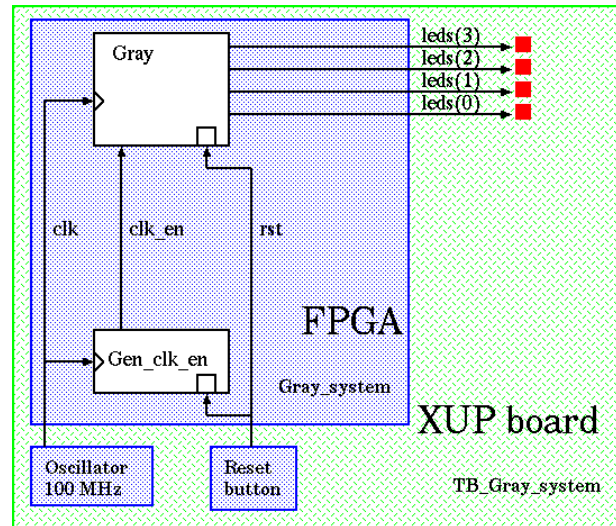 Gray
leds(3)
leds(2)
leds(1)
leds(0)
clk
clk_en
rst
FPGA
Gen_clk_en
Gray_system
XUP board
Oscillator
100 MHz
Reset
button
TB_Gray_system